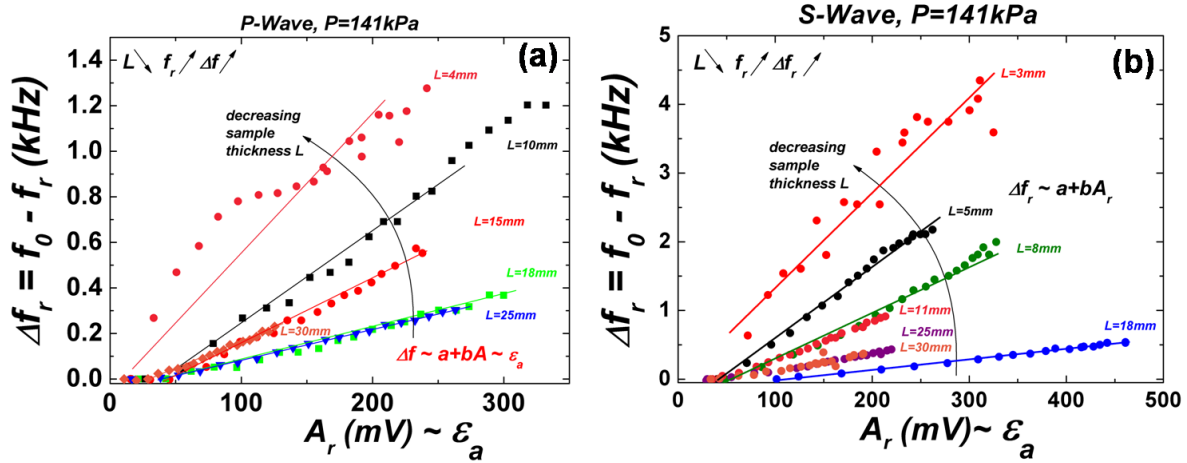 P-Wave, P=141kPa
(a)
L↘ fr↗ Δf↗
Δfr = f0 - fr (kHz)
1.4
1.2
1.0
0.8
0.6
0.4
0.2
0.0
L=4mm
decreasing
sample
thickness L
L=10mm
L=15mm
L=18mm
L=25mm
L=30mm
Δf ~ a+bA ~ εa
0 100 200 300
Ar (mV) ~ εa
S-Wave, P=141kPa
(b)
L↘ fr↗ Δfr↗
Δfr = f0 - fr (kHz)
5
4
3
2
1
0
L=3mm
decreasing
sample
thickness L
Δfr ~ a+bAr
L=5mm
L=8mm
L=11mm
L=18mm
L=25mm
L=30mm
0 100 200 300 400 500
Ar (mV) ~ εa